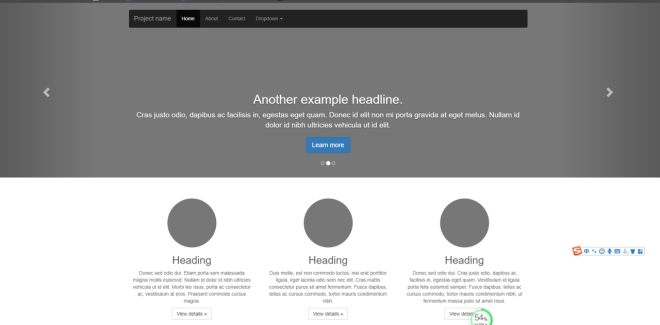 Project name Home About Contact Dropdown
Another example headline.
Cras justo odio, dapibus ac facilisis in, egestas eget quam. Donec id elit non mi porta gravida at eget metus. Nullam id
dolor id nibh ultricies vehicula ut id elit.
Learn more
Heading
Donec sed odio dui. Etiam porta sem malesuada
magna mollis euismod. Nullam id dolor id nibh ultricies
vehicula ut id elit. Morbi leo risus, porta ac consectetur
ac, vestibulum at eros. Praesent commodo cursus
magna.
View details »
Heading
Duis mollis, est non commodo luctus, nisi erat porttitor
ligula, eget lacinia odio sem nec elit. Cras mattis
consectetur purus sit amet fermentum. Fusce dapibus,
tellus ac cursus commodo, tortor mauris condimentum
nibh.
View details »
Heading
Donec sed odio dui. Cras justo odio, dapibus ac
facilisis in, egestas eget quam. Vestibulum id ligula
porta felis euismod semper. Fusce dapibus, tellus ac
cursus commodo, tortor mauris condimentum nibh, ut
fermentum massa justo sit amet risus.
View details
54%
中